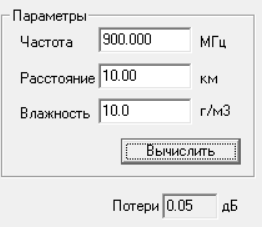 Параметры
Частота 900.000 МГц
Расстояние 10.00 км
Влажность 10.0 г/м3
Вычислить
Потери 0.05 дБ